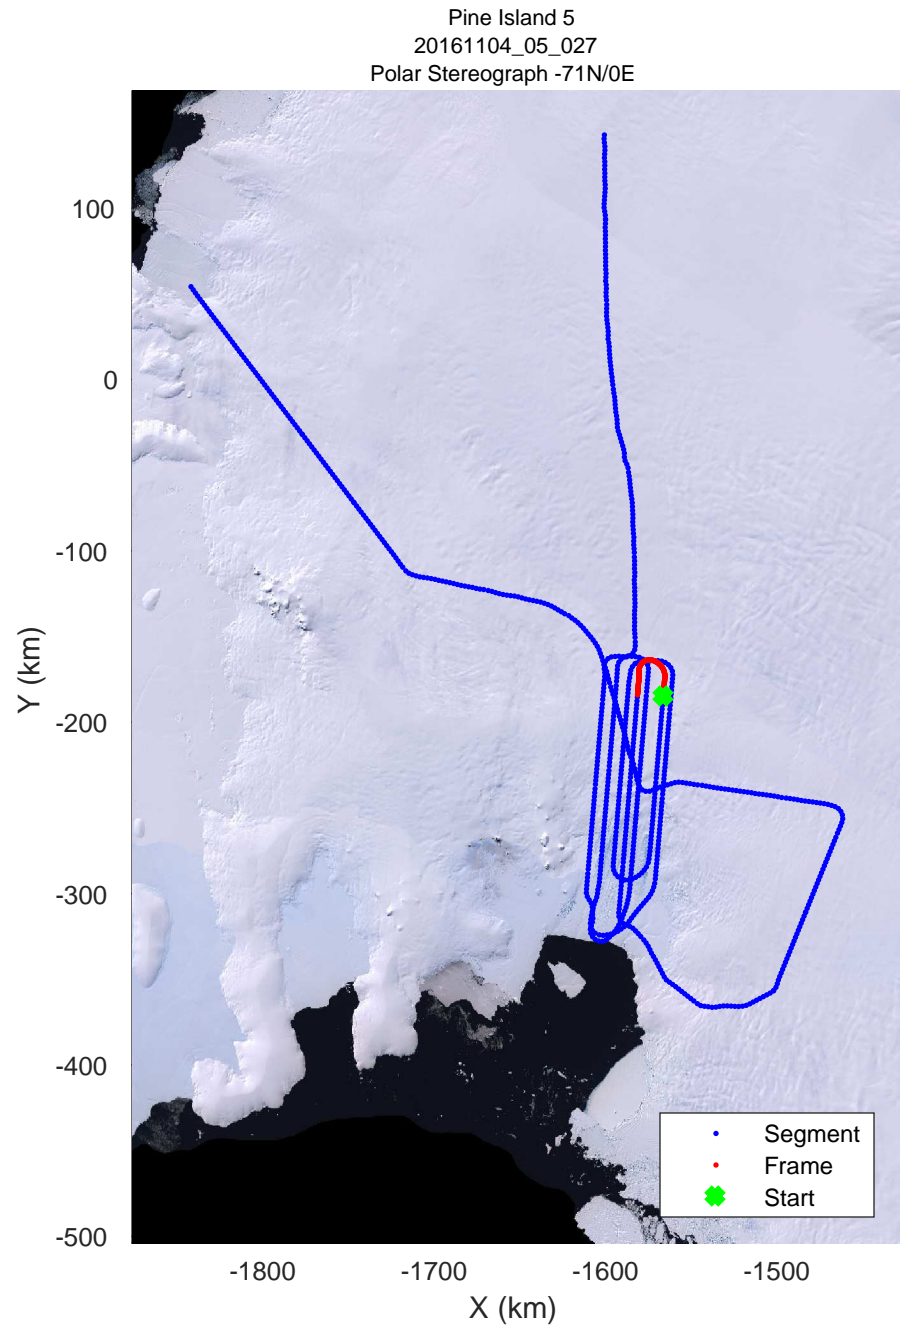 Pine Island 5
20161104_05_027
Polar Stereograph -71N/0E
100
0
-100
-200
-300
-400
-500
Y (km)
-1800
-1700
-1600
-1500
X (km)
Segment
Frame
Start